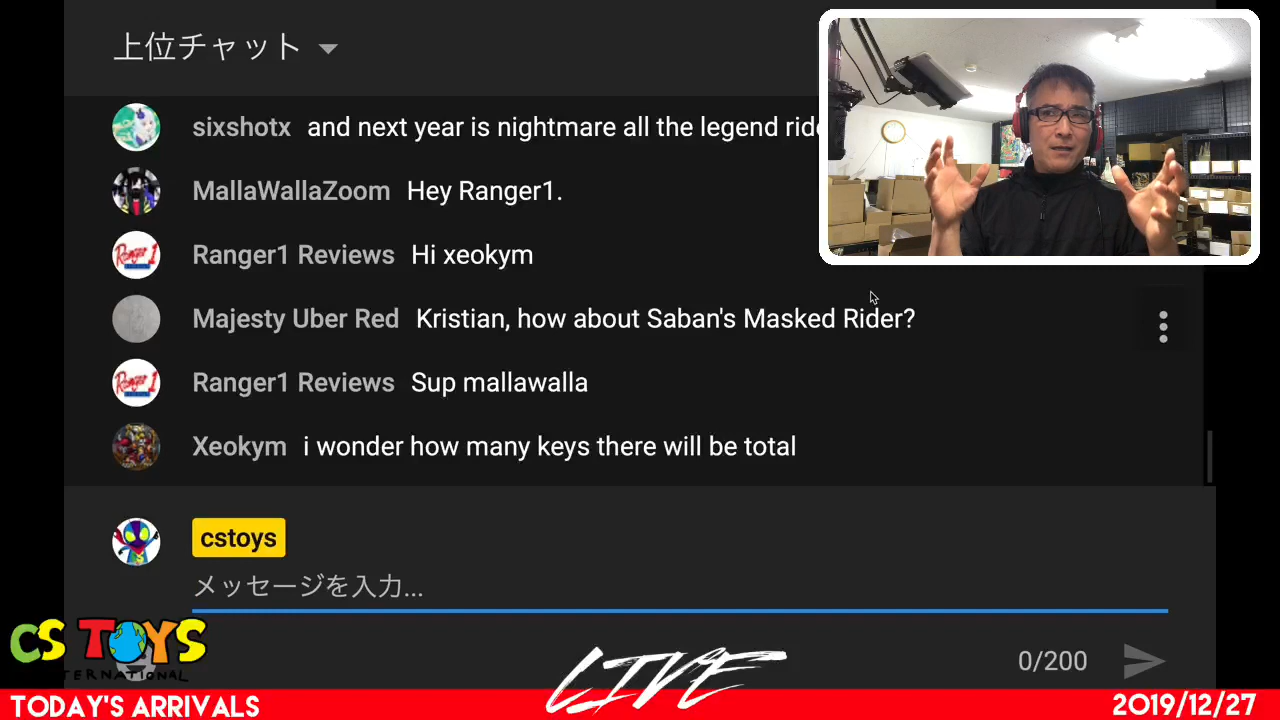 上位チャット
sixshotx and next year is nightmare all the legend
MallaWallaZoom Hey Ranger1.
Ranger1 Reviews Hi xeokym
Majesty Uber Red Kristian, how about Saban's Masked Rider?
Ranger1 Reviews Sup mallawalla
Xeokym i wonder how many keys there will be total
cstoys
メッセージを入力...
CS TOYS
INTERNATIONAL
LIVE
0/200
TODAY'S ARRIVALS
2019/12/27